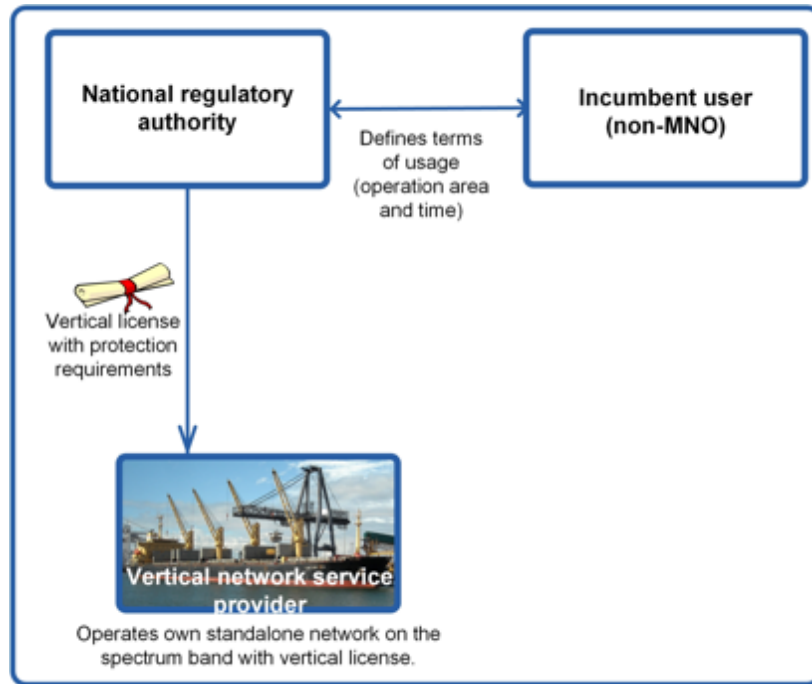 National regulatory
authority
Incumbent user
(non-MNO)
Defines terms
of usage
(operation area
and time)
Vertical license
with protection
requirements
Vertical network service
provider
Operates own standalone network on the
spectrum band with vertical license.